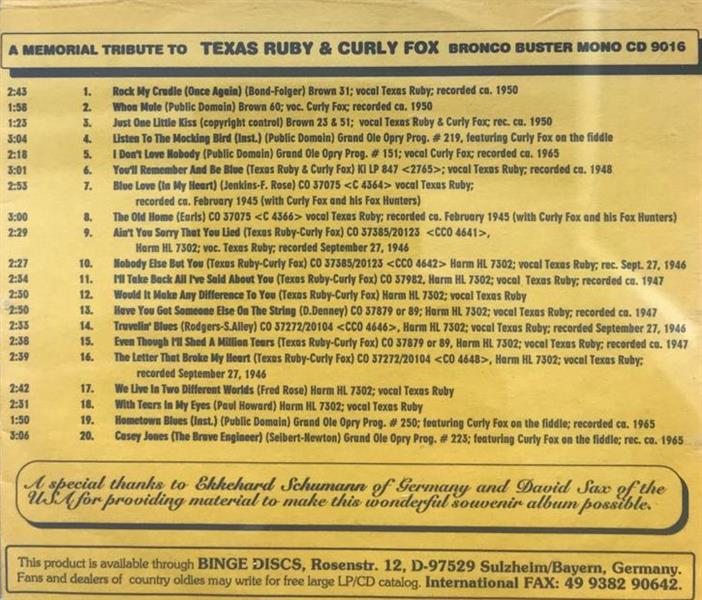 A MEMORIAL TRIBUTE TO TEXAS RUBY & CURLY FOX BRONCO BUSTER MONO CD 9016
2:43 1. Rock My Cradle (Once Again) (Bond-Folger) Brown 31; vocal Texas Ruby; recorded ca. 1950
1:58 2. Whoa Mule (Public Domain) Brown 60; voc. Curly Fox; recorded ca. 1950
1:23 3. Just One Little Kiss (copyright control) Brown 23 & 51; vocal Texas Ruby & Curly Fox; rec. ca. 1950
3:04 4. Listen To The Mocking Bird (Inst.) (Public Domain) Grand Ole Opry Prog. # 219, featuring Curly Fox on the fiddle
2:18 5. I Don't Love Nobody (Public Domain) Grand Ole Opry Prog. # 151; vocal Curly Fox; recorded ca. 1965
3:01 6. You'll Remember And Be Blue (Texas Ruby & Curly Fox) KI LP 847 <2765>; vocal Texas Ruby; recorded ca. 1948
2:53 7. Blue Love (In My Heart) (Jenkins-F. Rose) CO 37075 <C 4364> vocal Texas Ruby;
recorded ca. February 1945 (with Curly Fox and his Fox Hunters)
3:00 8. The Old Home (Earls) CO 37075 <C 4366> vocal Texas Ruby; recorded ca. February 1945 (with Curly Fox and his Fox Hunters)
2:29 9. Ain't You Sorry That You Lied (Texas Ruby-Curly Fox) CO 37385/20123 <CCO 4641>,
Harm HL 7302; voc. Texas Ruby; recorded September 27, 1946
2:27 10. Nobody Else But You (Texas Ruby-Curly Fox) CO 37385/20123 <CCO 4642> Harm HL 7302; vocal Texas Ruby; rec. Sept. 27, 1946
2:34 11. I'll Take Back All I've Said About You (Texas Ruby-Curly Fox) CO 37982, Harm HL 7302; vocal Texas Ruby; recorded ca. 1947
2:30 12. Would It Make Any Difference To You (Texas Ruby-Curly Fox) Harm HL 7302; vocal Texas Ruby
2:50 13. Have You Got Someone Else On The String (D.Denney) CO 37879 or 89; Harm HL 7302; vocal Texas Ruby; recorded ca. 1947
2:33 14. Travelin' Blues (Rodgers-S.Alley) CO 37272/20104 <CCO 4646>, Harm HL 7302; vocal Texas Ruby; recorded September 27, 1946
2:38 15. Even Though I'll Shed A Million Tears (Texas Ruby-Curly Fox) CO 37879 or 89, Harm HL 7302; vocal Texas Ruby; recorded ca. 1947
2:39 16. The Letter That Broke My Heart (Texas Ruby-Curly Fox) CO 37272/20104 <CO 4648>, Harm HL 7302; vocal Texas Ruby;
recorded September 27, 1946
2:42 17. We Live In Two Different Worlds (Fred Rose) Harm HL 7302; vocal Texas Ruby
2:31 18. With Tears In My Eyes (Paul Howard) Harm HL 7302; vocal Texas Ruby
1:50 19. Hometown Blues (Inst.) (Public Domain) Grand Ole Opry Prog. # 250; featuring Curly Fox on the fiddle; recorded ca. 1965
3:06 20. Casey Jones (The Brave Engineer) (Seibert-Newton) Grand Ole Opry Prog. # 223; featuring Curly Fox on the fiddle; rec. ca. 1965
A special thanks to Ekkehard Schumann of Germany and David Sax of the
USA for providing material to make this wonderful souvenir album possible.
This product is available through BINGE DISCS, Rosenstr. 12, D-97529 Sulzheim/Bayern, Germany.
Fans and dealers of country oldies may write for free large LP/CD catalog. International FAX: 49 9382 90642.